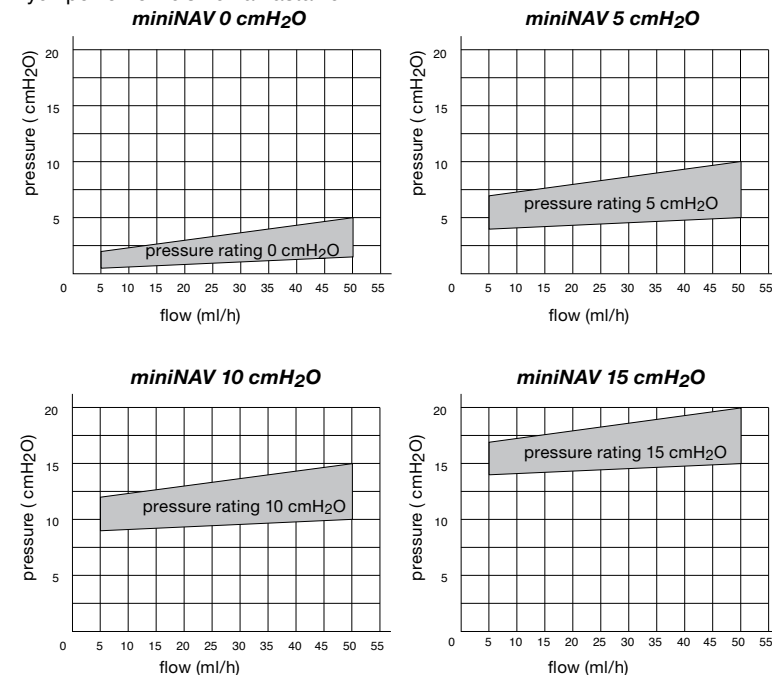 miniNAV 0 cmH2O
pressure ( cmH2O)
20
15
10
5
pressure rating 0 cmH2O
0 5 10 15 20 25 30 35 40 45 50 55
flow (ml/h)
miniNAV 5 cmH2O
pressure ( cmH2O)
20
15
10
5
pressure rating 5 cmH2O
0 5 10 15 20 25 30 35 40 45 50 55
flow (ml/h)
miniNAV 10 cmH2O
pressure ( cmH2O)
20
15
10
5
pressure rating 10 cmH2O
0 5 10 15 20 25 30 35 40 45 50 55
flow (ml/h)
miniNAV 15 cmH2O
pressure ( cmH2O)
20
15
10
5
pressure rating 15 cmH2O
0 5 10 15 20 25 30 35 40 45 50 55
flow (ml/h)